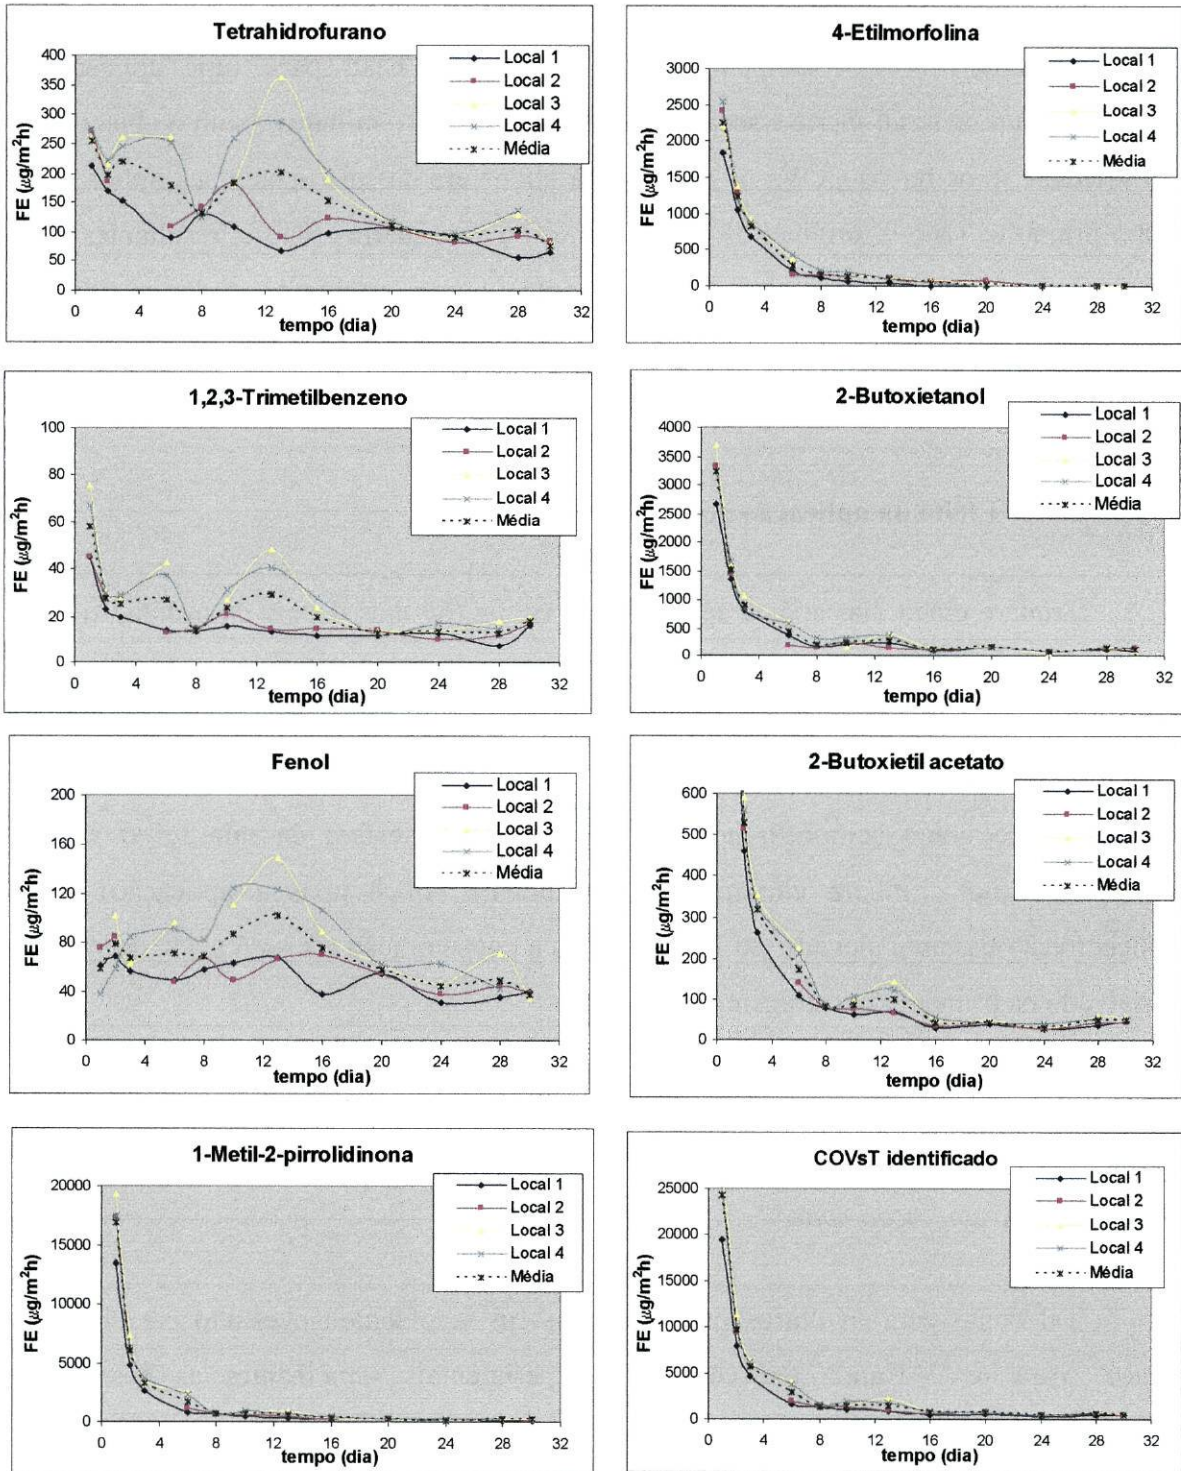 Tetrahidrofurano
FE (µg/m²h)
400
350
300
250
200
150
100
50
0
0 4 8 12 16 20 24 28 32
tempo (dia)
Local 1
Local 2
Local 3
Local 4
Média
4-Etilmorfolina
FE (µg/m²h)
3000
2500
2000
1500
1000
500
0
0 4 8 12 16 20 24 28 32
tempo (dia)
Local 1
Local 2
Local 3
Local 4
Média
1,2,3-Trimetilbenzeno
FE (µg/m²h)
100
80
60
40
20
0
0 4 8 12 16 20 24 28 32
tempo (dia)
Local 1
Local 2
Local 3
Local 4
Média
2-Butoxietanol
FE (µg/m²h)
4000
3500
3000
2500
2000
1500
1000
500
0
0 4 8 12 16 20 24 28 32
tempo (dia)
Local 1
Local 2
Local 3
Local 4
Média
Fenol
FE (µg/m²h)
200
160
120
80
40
0
0 4 8 12 16 20 24 28 32
tempo (dia)
Local 1
Local 2
Local 3
Local 4
Média
2-Butoxietil acetato
FE (µg/m²h)
600
500
400
300
200
100
0
0 4 8 12 16 20 24 28 32
tempo (dia)
Local 1
Local 2
Local 3
Local 4
Média
1-Metil-2-pirrolidinona
FE (µg/m²h)
20000
15000
10000
5000
0
0 4 8 12 16 20 24 28 32
tempo (dia)
Local 1
Local 2
Local 3
Local 4
Média
COVsT identificado
FE (µg/m²h)
25000
20000
15000
10000
5000
0
0 4 8 12 16 20 24 28 32
tempo (dia)
Local 1
Local 2
Local 3
Local 4
Média